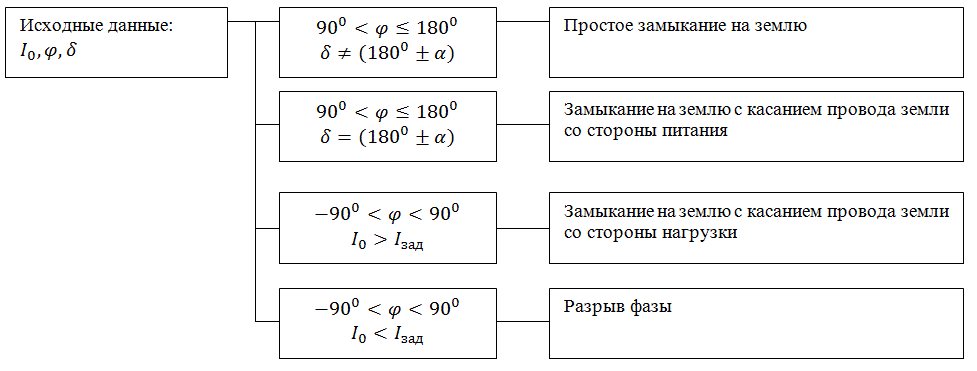 Исходные данные:
I₀, φ, δ
90⁰ < φ ≤ 180⁰
δ ≠ (180⁰ ± α)
Простое замыкание на землю
90⁰ < φ ≤ 180⁰
δ = (180⁰ ± α)
Замыкание на землю с касанием провода земли
со стороны питания
−90⁰ < φ < 90⁰
I₀ > Iзад
Замыкание на землю с касанием провода земли
со стороны нагрузки
−90⁰ < φ < 90⁰
I₀ < Iзад
Разрыв фазы